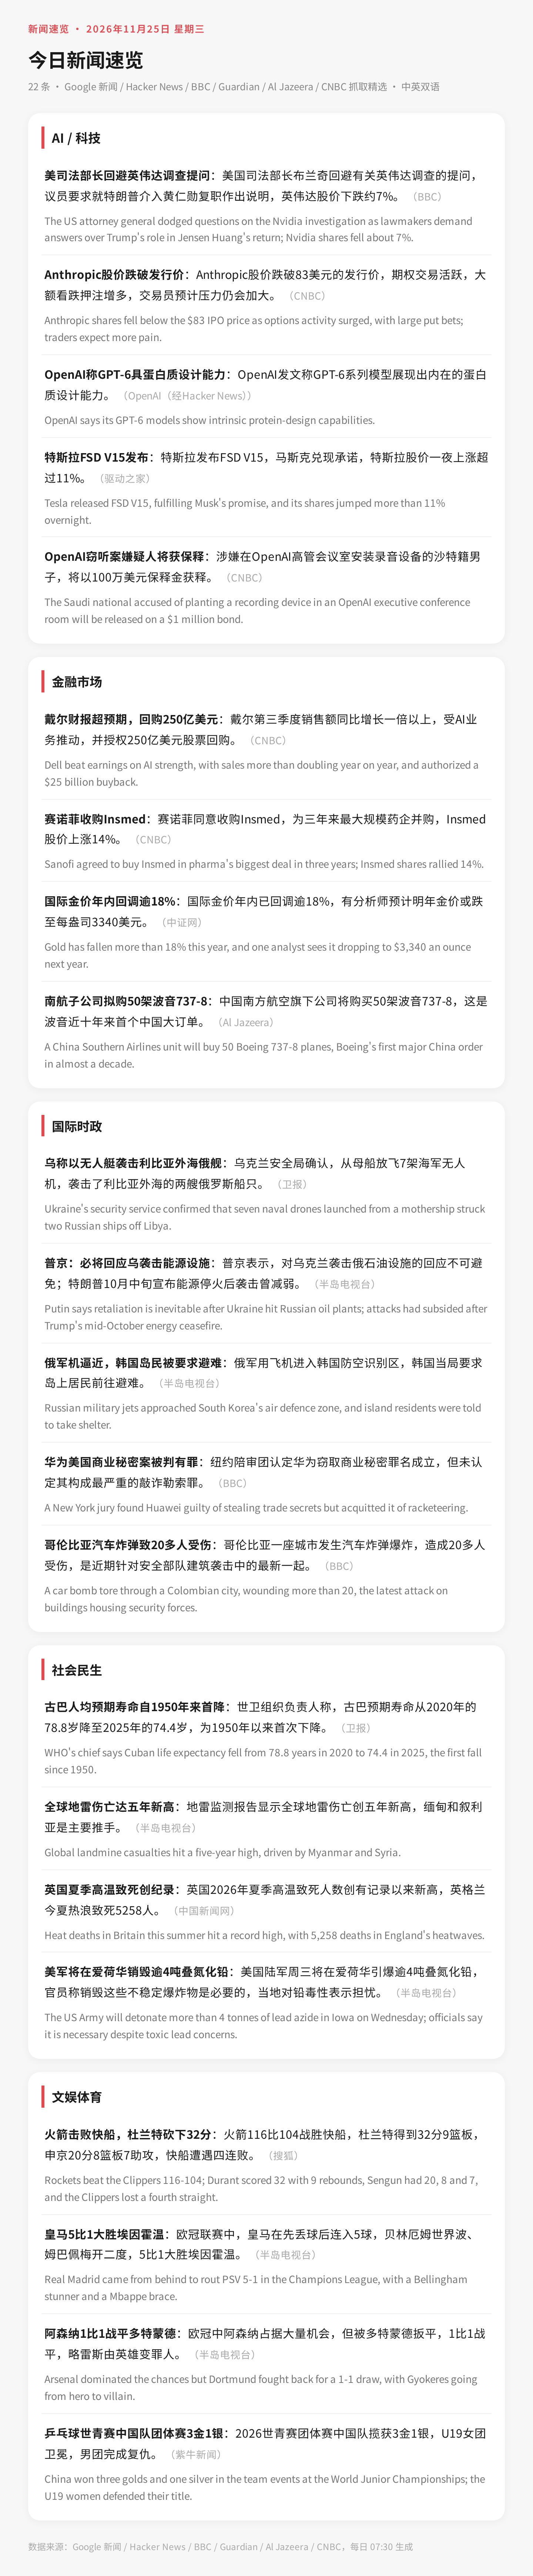 新闻速览 · 2026年11月25日 星期三
今日新闻速览
22 条 · Google 新闻 / Hacker News / BBC / Guardian / Al Jazeera / CNBC 抓取精选 · 中英双语
AI / 科技
美司法部长回避英伟达调查提问：美国司法部长布兰奇回避有关英伟达调查的提问，
议员要求就特朗普介入黄仁勋复职作出说明，英伟达股价下跌约7%。（BBC）
The US attorney general dodged questions on the Nvidia investigation as lawmakers demand
answers over Trump's role in Jensen Huang's return; Nvidia shares fell about 7%.
Anthropic股价跌破发行价：Anthropic股价跌破83美元的发行价，期权交易活跃，大
额看跌押注增多，交易员预计压力仍会加大。（CNBC）
Anthropic shares fell below the $83 IPO price as options activity surged, with large put bets;
traders expect more pain.
OpenAI称GPT-6具蛋白质设计能力：OpenAI发文称GPT-6系列模型展现出内在的蛋白
质设计能力。（OpenAI（经Hacker News））
OpenAI says its GPT-6 models show intrinsic protein-design capabilities.
特斯拉FSD V15发布：特斯拉发布FSD V15，马斯克兑现承诺，特斯拉股价一夜上涨超
过11%。（驱动之家）
Tesla released FSD V15, fulfilling Musk's promise, and its shares jumped more than 11%
overnight.
OpenAI窃听案嫌疑人将获保释：涉嫌在OpenAI高管会议室安装录音设备的沙特籍男
子，将以100万美元保释金获释。（CNBC）
The Saudi national accused of planting a recording device in an OpenAI executive conference
room will be released on a $1 million bond.
金融市场
戴尔财报超预期，回购250亿美元：戴尔第三季度销售额同比增长一倍以上，受AI业
务推动，并授权250亿美元股票回购。（CNBC）
Dell beat earnings on AI strength, with sales more than doubling year on year, and authorized a
$25 billion buyback.
赛诺菲收购Insmed：赛诺菲同意收购Insmed，为三年来最大规模药企并购，Insmed
股价上涨14%。（CNBC）
Sanofi agreed to buy Insmed in pharma's biggest deal in three years; Insmed shares rallied 14%.
国际金价年内回调逾18%：国际金价年内已回调逾18%，有分析师预计明年金价或跌
至每盎司3340美元。（中证网）
Gold has fallen more than 18% this year, and one analyst sees it dropping to $3,340 an ounce
next year.
南航子公司拟购50架波音737-8：中国南方航空旗下公司将购买50架波音737-8，这是
波音近十年来首个中国大订单。（Al Jazeera）
A China Southern Airlines unit will buy 50 Boeing 737-8 planes, Boeing's first major China order
in almost a decade.
国际时政
乌称以无人艇袭击利比亚外海俄舰：乌克兰安全局确认，从母船放飞7架海军无人
机，袭击了利比亚外海的两艘俄罗斯船只。（卫报）
Ukraine's security service confirmed that seven naval drones launched from a mothership struck
two Russian ships off Libya.
普京：必将回应乌袭击能源设施：普京表示，对乌克兰袭击俄石油设施的回应不可避
免；特朗普10月中旬宣布能源停火后袭击曾减弱。（半岛电视台）
Putin says retaliation is inevitable after Ukraine hit Russian oil plants; attacks had subsided after
Trump's mid-October energy ceasefire.
俄军机逼近，韩国岛民被要求避难：俄军用飞机进入韩国防空识别区，韩国当局要求
岛上居民前往避难。（半岛电视台）
Russian military jets approached South Korea's air defence zone, and island residents were told
to take shelter.
华为美国商业秘密案被判有罪：纽约陪审团认定华为窃取商业秘密罪名成立，但未认
定其构成最严重的敲诈勒索罪。（BBC）
A New York jury found Huawei guilty of stealing trade secrets but acquitted it of racketeering.
哥伦比亚汽车炸弹致20多人受伤：哥伦比亚一座城市发生汽车炸弹爆炸，造成20多人
受伤，是近期针对安全部队建筑袭击中的最新一起。（BBC）
A car bomb tore through a Colombian city, wounding more than 20, the latest attack on
buildings housing security forces.
社会民生
古巴人均预期寿命自1950年来首降：世卫组织负责人称，古巴预期寿命从2020年的
78.8岁降至2025年的74.4岁，为1950年以来首次下降。（卫报）
WHO's chief says Cuban life expectancy fell from 78.8 years in 2020 to 74.4 in 2025, the first fall
since 1950.
全球地雷伤亡达五年新高：地雷监测报告显示全球地雷伤亡创五年新高，缅甸和叙利
亚是主要推手。（半岛电视台）
Global landmine casualties hit a five-year high, driven by Myanmar and Syria.
英国夏季高温致死创纪录：英国2026年夏季高温致死人数创有记录以来新高，英格兰
今夏热浪致死5258人。（中国新闻网）
Heat deaths in Britain this summer hit a record high, with 5,258 deaths in England's heatwaves.
美军将在爱荷华销毁逾4吨叠氮化铅：美国陆军周三将在爱荷华引爆逾4吨叠氮化铅，
官员称销毁这些不稳定爆炸物是必要的，当地对铅毒性表示担忧。（半岛电视台）
The US Army will detonate more than 4 tonnes of lead azide in Iowa on Wednesday; officials say
it is necessary despite toxic lead concerns.
文娱体育
火箭击败快船，杜兰特砍下32分：火箭116比104战胜快船，杜兰特得到32分9篮板，
申京20分8篮板7助攻，快船遭遇四连败。（搜狐）
Rockets beat the Clippers 116-104; Durant scored 32 with 9 rebounds, Sengun had 20, 8 and 7,
and the Clippers lost a fourth straight.
皇马5比1大胜埃因霍温：欧冠联赛中，皇马在先丢球后连入5球，贝林厄姆世界波、
姆巴佩梅开二度，5比1大胜埃因霍温。（半岛电视台）
Real Madrid came from behind to rout PSV 5-1 in the Champions League, with a Bellingham
stunner and a Mbappe brace.
阿森纳1比1战平多特蒙德：欧冠中阿森纳占据大量机会，但被多特蒙德扳平，1比1战
平，略雷斯由英雄变罪人。（半岛电视台）
Arsenal dominated the chances but Dortmund fought back for a 1-1 draw, with Gyokeres going
from hero to villain.
乒乓球世青赛中国队团体赛3金1银：2026世青赛团体赛中国队揽获3金1银，U19女团
卫冕，男团完成复仇。（紫牛新闻）
China won three golds and one silver in the team events at the World Junior Championships; the
U19 women defended their title.
数据来源：Google 新闻 / Hacker News / BBC / Guardian / Al Jazeera / CNBC，每日 07:30 生成